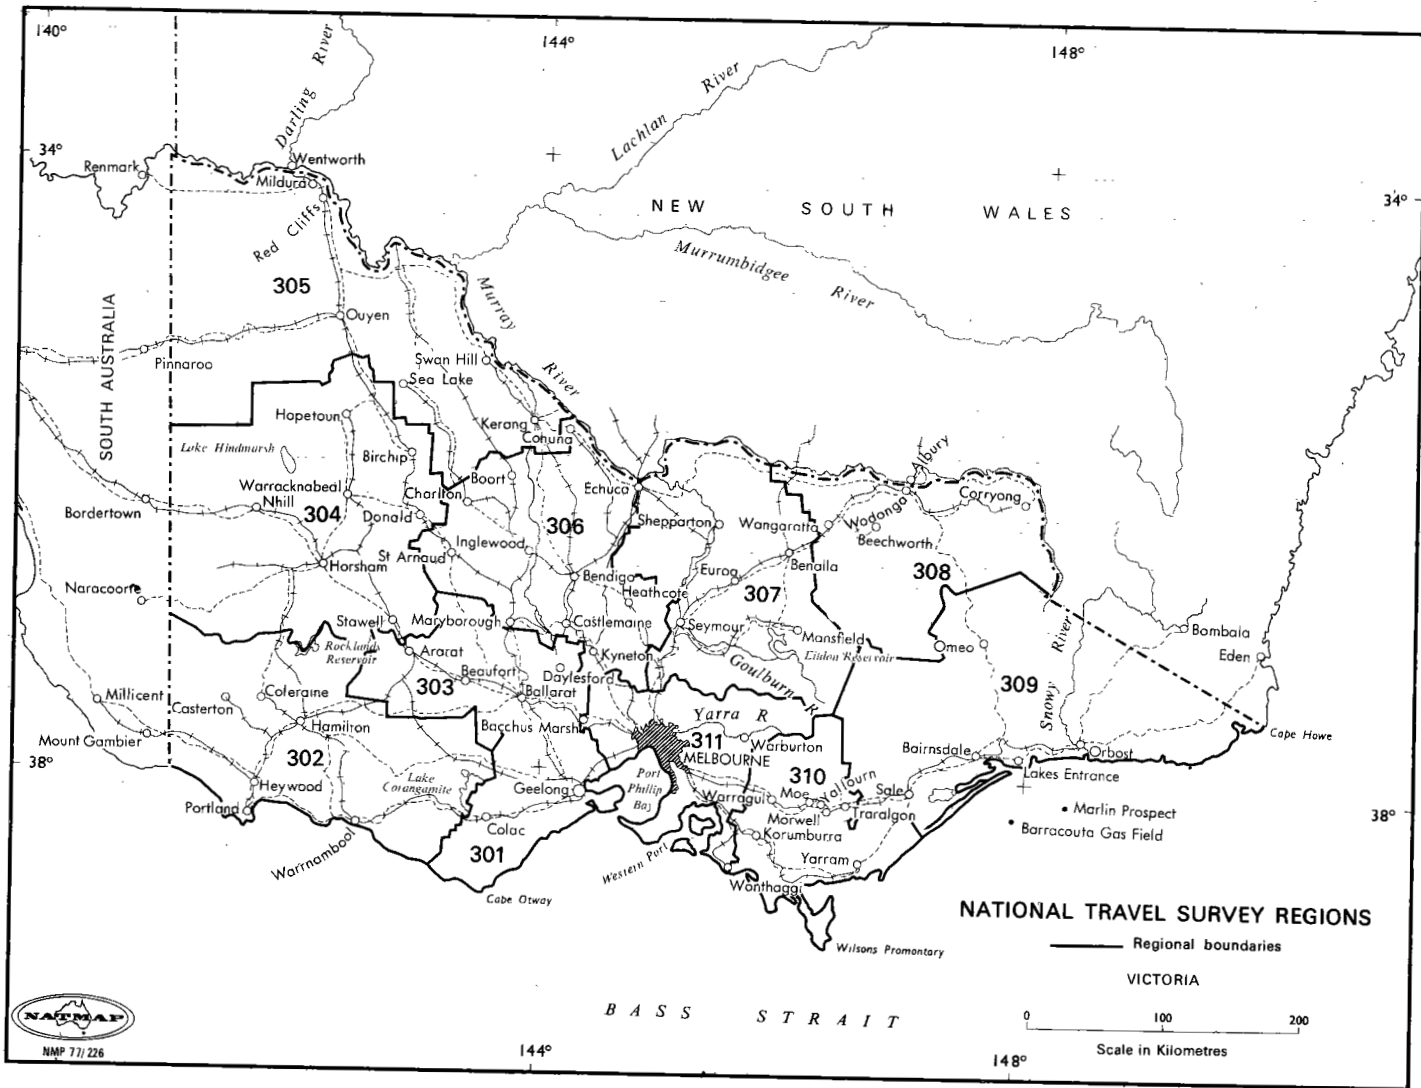 140°
144°
148°
Darling River
Lachlan River
34°
Renmark
Wentworth
Mildura
Red Cliffs
NEW SOUTH WALES
34°
Murrumbidgee River
305
Murray River
SOUTH AUSTRALIA
Ouyen
Pinnaroo
Swan Hill
Sea Lake
Hopetoun
Kerang
Cohuna
Lake Hindmarsh
Birchip
Albury
Warracknabeal
Nhill
Charlton
Boort
Echuca
Corryong
Bordertown
304
Donald
306
Shepparton
Wangaratta
Wodonga
Beechworth
Inglewood
St Arnaud
Horsham
Bendigo
Euroa
Benalla
308
Naracoorte
Heathcote
307
Stawell
Maryborough
Castlemaine
Seymour
Mansfield
Eildon Reservoir
Omeo
Snowy River
Bombala
Eden
Rocklands
Reservoir
Ararat
Kyneton
Goulburn R
303
Beaufort
Daylesford
309
Millicent
Casterton
Coleraine
Ballarat
Yarra R
Hamilton
Bacchus Marsh
311
Warburton
Cape Howe
Mount Gambier
MELBOURNE
Bairnsdale
Orbost
38°
302
Lake
Corangamite
Port
Phillip
Bay
310
Lakes Entrance
Heywood
Geelong
Warragul
Moe
Yallourn
Sale
Portland
Morwell
Traralgon
Marlin Prospect
38°
Warrnambool
Colac
Korumburra
Barracouta Gas Field
301
Western Port
Yarram
Cape Otway
Wonthaggi
Wilsons Promontary
NATIONAL TRAVEL SURVEY REGIONS
Regional boundaries
VICTORIA
BASS STRAIT
0 100 200
Scale in Kilometres
NATMAP
NMP 77/226
144°
148°